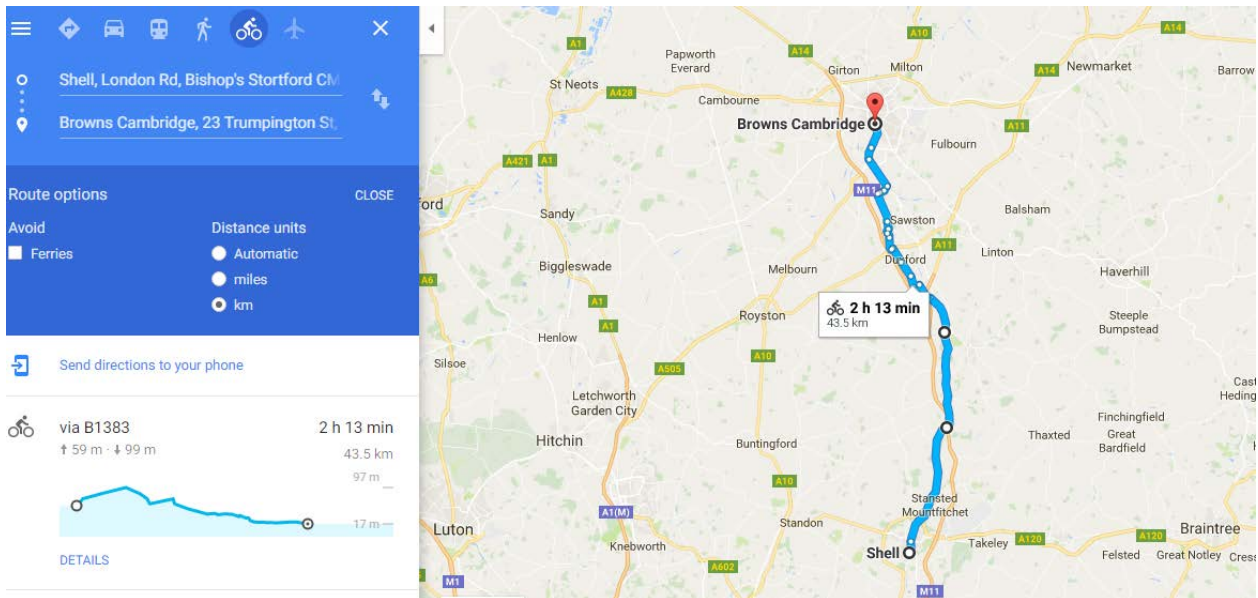 Shell, London Rd, Bishop's Stortford CM
Browns Cambridge, 23 Trumpington St,
Route options
CLOSE
Avoid
Distance units
Ferries
Automatic
miles
km
Send directions to your phone
via B1383
2 h 13 min
↑ 59 m · ↓ 99 m
43.5 km
97 m
17 m
DETAILS
A10
A14
A1
Papworth
Everard
A14
Girton
Milton
A14
Newmarket
Barrow
St Neots
A428
Cambourne
Browns Cambridge
A11
Fulbourn
A421
A1
ord
M11
Sandy
Sawston
Balsham
A11
Linton
Duxford
Biggleswade
Melbourn
Haverhill
A6
A1
2 h 13 min
43.5 km
Royston
Steeple
Bumpstead
A1
Henlow
A10
Silsoe
A505
Cast
Heding
Letchworth
Garden City
Finchingfield
Great
Bardfield
Hitchin
Buntingford
Thaxted
A10
Stansted
Mountfitchet
A1(M)
Luton
Standon
Braintree
Takeley
A120
A120
Knebworth
Shell
Felsted
Great Notley
Cress
A602
M1
M11